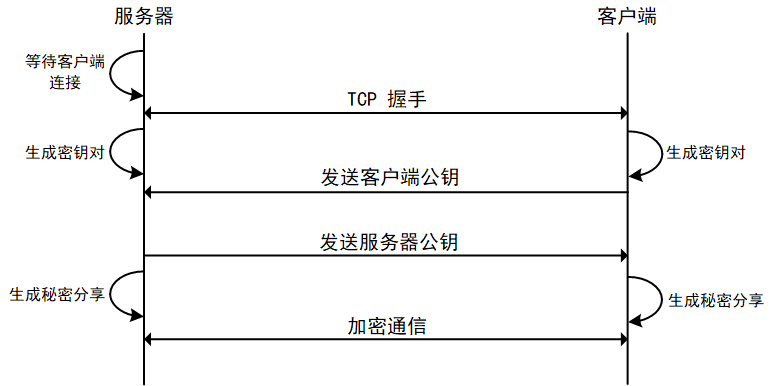 服务器
客户端
等待客户端
连接
TCP 握手
生成密钥对
生成密钥对
发送客户端公钥
发送服务器公钥
生成秘密分享
生成秘密分享
加密通信